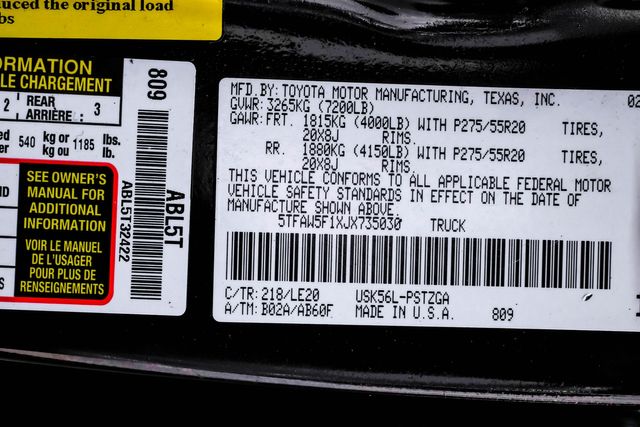 uced the original load
bs
ORMATION
LE CHARGEMENT
2 REAR ARRIÈRE : 3
540 kg or kg ou 1185 lbs. lb.
SEE OWNER'S
MANUAL FOR
ADDITIONAL
INFORMATION
VOIR LE MANUEL
DE L'USAGER
POUR PLUS DE
RENSEIGNEMENTS
809
ABL5T
ABL5T32422
MFD.BY: TOYOTA MOTOR MANUFACTURING, TEXAS, INC. 02
GVWR: 3265KG (7200LB)
GAWR: FRT. 1815KG (4000LB) WITH P275/55R20 TIRES,
20X8J RIMS.
RR. 1880KG (4150LB) WITH P275/55R20 TIRES,
20X8J RIMS.
THIS VEHICLE CONFORMS TO ALL APPLICABLE FEDERAL MOTOR
VEHICLE SAFETY STANDARDS IN EFFECT ON THE DATE OF
MANUFACTURE SHOWN ABOVE.
5TFAW5F1XJX735030 TRUCK
C/TR: 218/LE20 USK56L-PSTZGA
A/TM: B02A/AB60F MADE IN U.S.A. 809